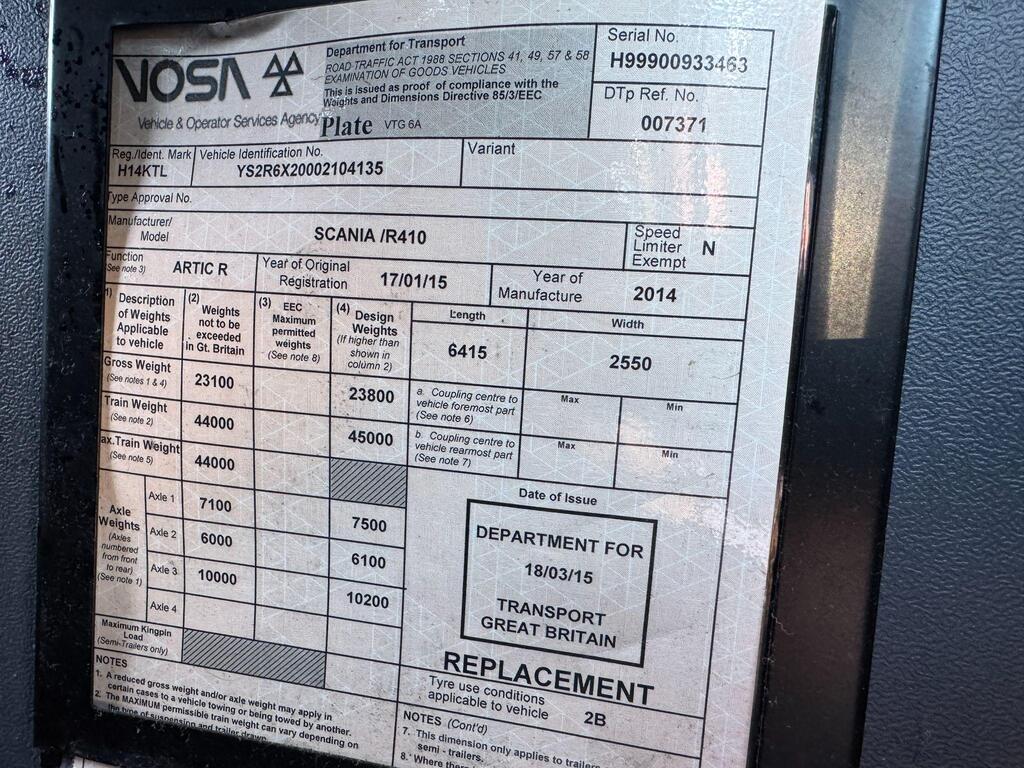 VOSA
Vehicle & Operator Services Agency
Department for Transport
ROAD TRAFFIC ACT 1988 SECTIONS 41, 49, 57 & 58
EXAMINATION OF GOODS VEHICLES
This is issued as proof of compliance with the
Weights and Dimensions Directive 85/3/EEC
Plate VTG 6A
Serial No.
H99900933463
DTp Ref. No.
007371
Reg./Ident. Mark
H14KTL
Vehicle Identification No.
YS2R6X20002104135
Variant
Type Approval No.
Manufacturer/
Model
SCANIA /R410
Speed
Limiter
Exempt
N
Function
(See note 3)
ARTIC R
Year of Original
Registration
17/01/15
Year of
Manufacture
2014
1) Description
of Weights
Applicable
to vehicle
(2) Weights
not to be
exceeded
in Gt. Britain
(3) EEC
Maximum
permitted
weights
(See note 8)
(4) Design
Weights
(If higher than
shown in
column 2)
Length
6415
Width
2550
Gross Weight
(See notes 1 & 4)
23100
23800
a. Coupling centre to
vehicle foremost part
(See note 6)
Max
Min
Train Weight
(See note 2)
44000
45000
b. Coupling centre to
vehicle rearmost part
(See note 7)
Max
Min
ax.Train Weight
(See note 5)
44000
Axle
Weights
(Axles
numbered
from front
to rear)
(See note 1)
Axle 1
7100
7500
Axle 2
6000
6100
Axle 3
10000
10200
Axle 4
Maximum Kingpin
Load
(Semi-Trailers only)
Date of Issue
DEPARTMENT FOR
18/03/15
TRANSPORT
GREAT BRITAIN
REPLACEMENT
Tyre use conditions
applicable to vehicle
2B
NOTES
1. A reduced gross weight and/or axle weight may apply in
certain cases to a vehicle towing or being towed by another.
2. The MAXIMUM permissible train weight can vary depending on
the type of suspension and trailer drawn
NOTES (Cont'd)
7. This dimension only applies to trailers
semi - trailers.
8. Where